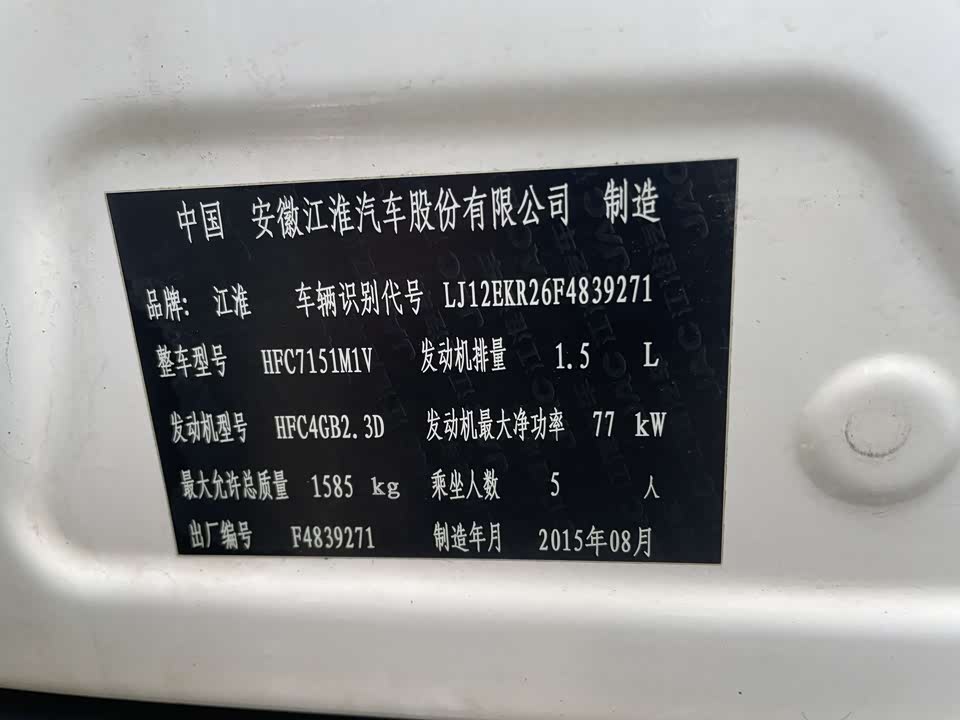 中国 安徽江淮汽车股份有限公司 制造
品牌: 江淮 车辆识别代号 LJ12EKR26F4839271
整车型号 HFC7151M1V 发动机排量 1.5 L
发动机型号 HFC4GB2.3D 发动机最大净功率 77 kW
最大允许总质量 1585 kg 乘坐人数 5 人
出厂编号 F4839271 制造年月 2015年08月